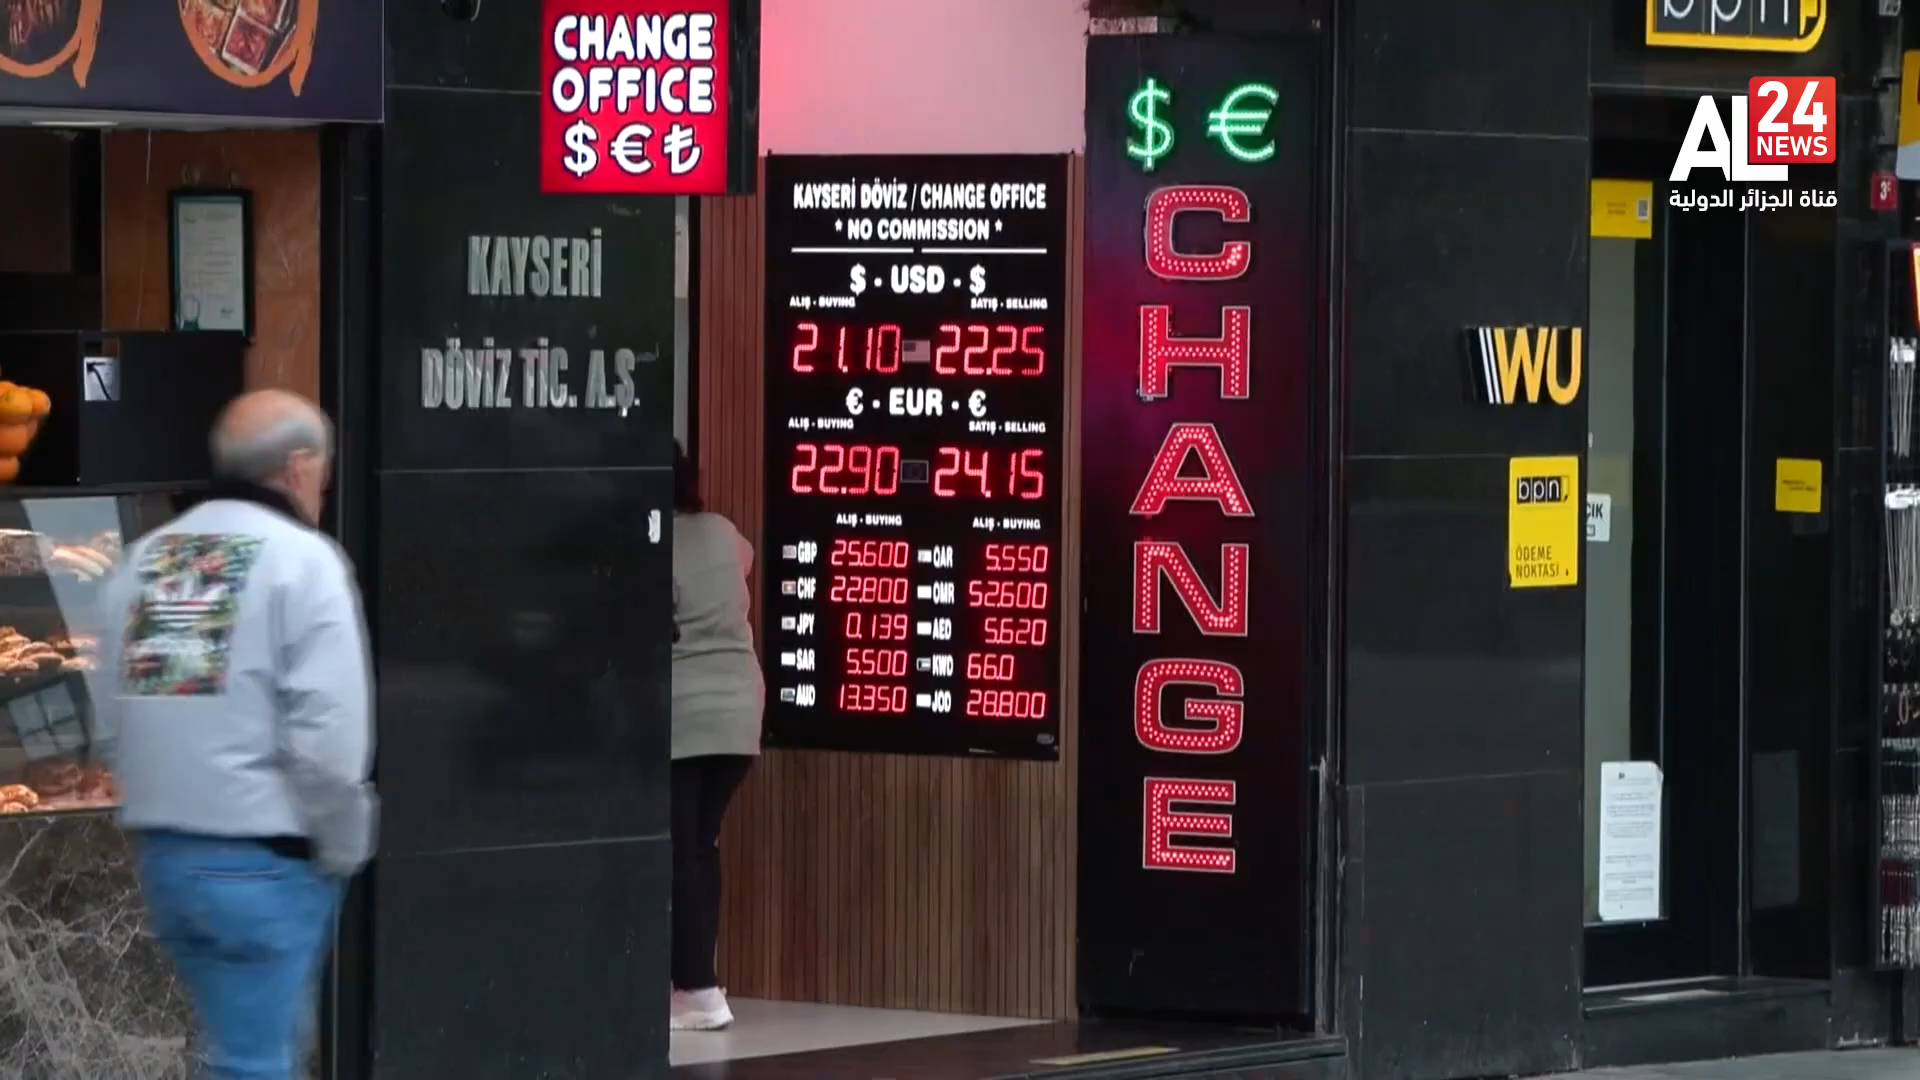 CHANGE
OFFICE
$ € ₺
KAYSERİ
DÖVİZ TİC. A.Ş.
KAYSERİ DÖVİZ / CHANGE OFFICE
* NO COMMISSION *
$ - USD - $
ALIŞ - BUYING SATIŞ - SELLING
21.10 22.25
€ - EUR - €
ALIŞ - BUYING SATIŞ - SELLING
22.90 24.15
ALIŞ - BUYING ALIŞ - BUYING
GBP 25.600 QAR 5.550
CHF 22.800 OMR 52.600
JPY 0.139 AED 5.620
SAR 5.500 KWD 66.0
AUD 13.350 JOD 28.800
$ €
CHANGE
bpn
WU
bpn
ÖDEME
NOKTASI
AL
24
NEWS
قناة الجزائر الدولية